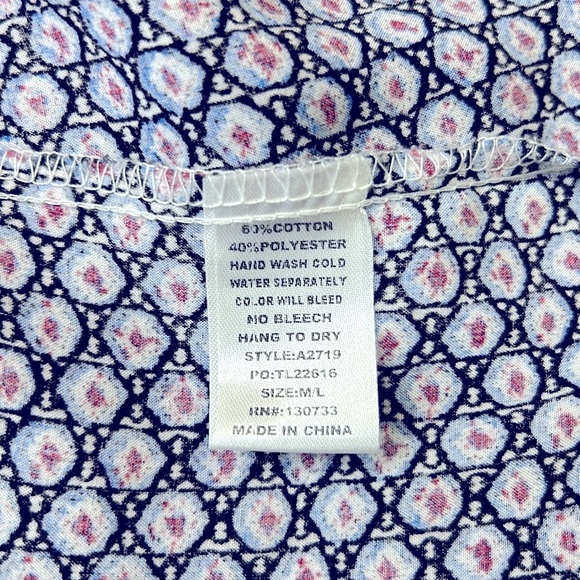 60%COTTON
40%POLYESTER
HAND WASH COLD
WATER SEPARATELY
COLOR WILL BLEED
NO BLEECH
HANG TO DRY
STYLE:A2719
PO:TL22616
SIZE:M/L
RN#:130733
MADE IN CHINA